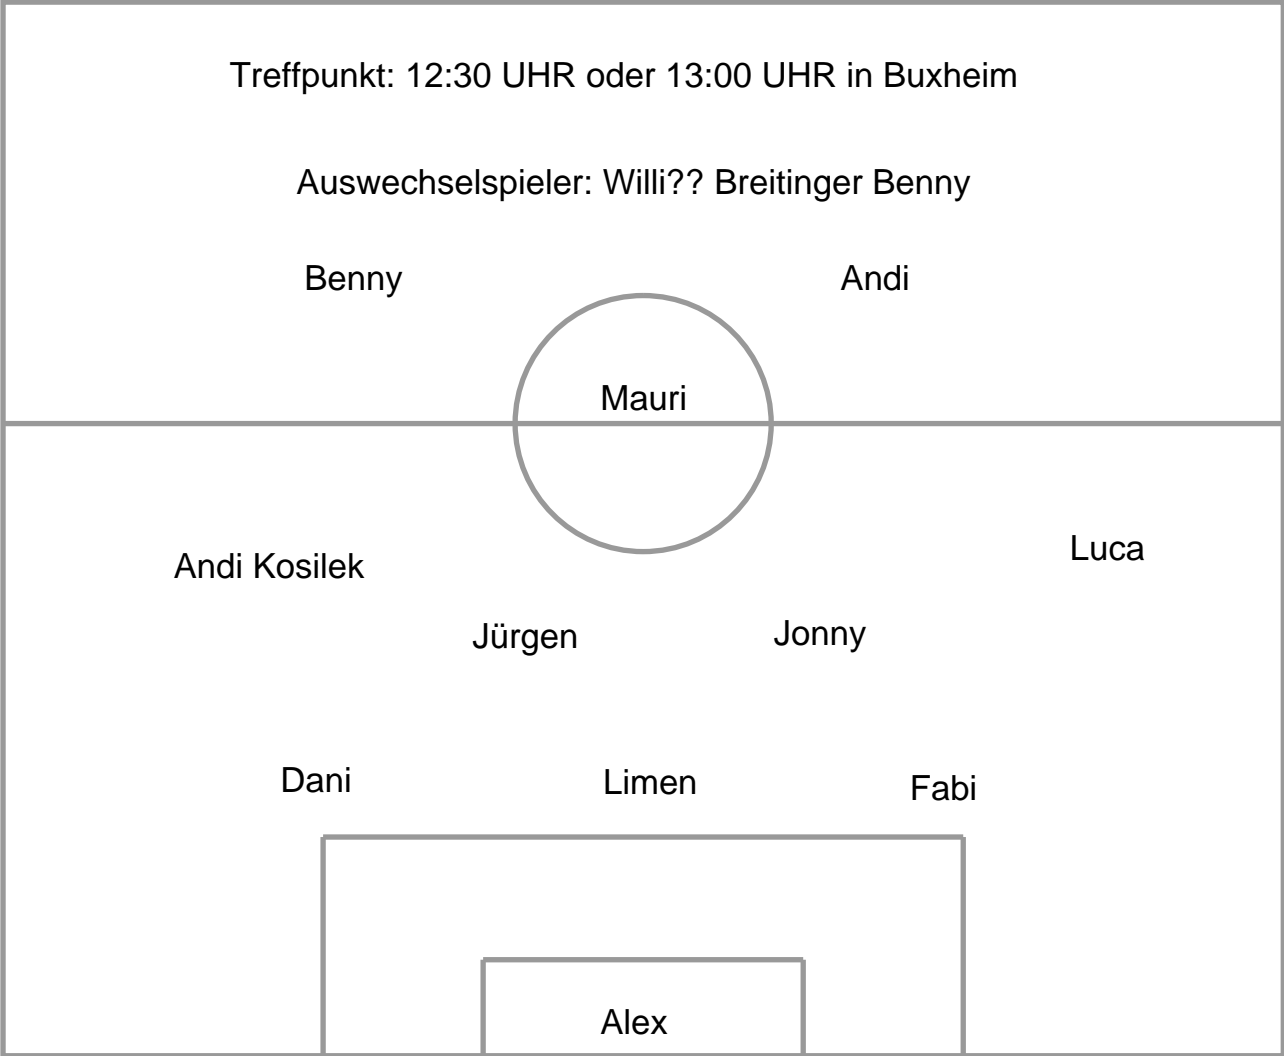 Treffpunkt: 12:30 UHR oder 13:00 UHR in Buxheim
Auswechselspieler: Willi?? Breitinger Benny
Benny
Andi
Mauri
Andi Kosilek
Luca
Jürgen
Jonny
Dani
Limen
Fabi
Alex